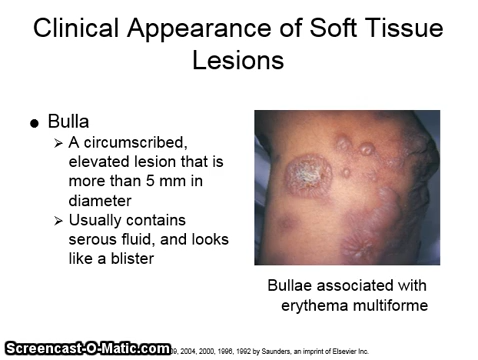 Clinical Appearance of Soft Tissue
Lesions
● Bulla
➢ A circumscribed,
elevated lesion that is
more than 5 mm in
diameter
➢ Usually contains
serous fluid, and looks
like a blister
Bullae associated with
erythema multiforme
Screencast-O-Matic.com 09, 2004, 2000, 1996, 1992 by Saunders, an imprint of Elsevier Inc.